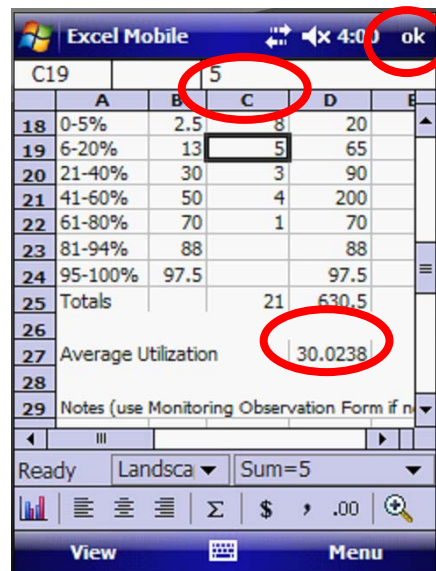 Excel Mobile 4:00 ok
C19 5
A B C D E
18 0-5% 2.5 8 20
19 6-20% 13 5 65
20 21-40% 30 3 90
21 41-60% 50 4 200
22 61-80% 70 1 70
23 81-94% 88 88
24 95-100% 97.5 97.5
25 Totals 21 630.5
26
27 Average Utilization 30.0238
28
29 Notes (use Monitoring Observation Form if n
Ready Landsca Sum=5
Σ $ , .00
View Menu